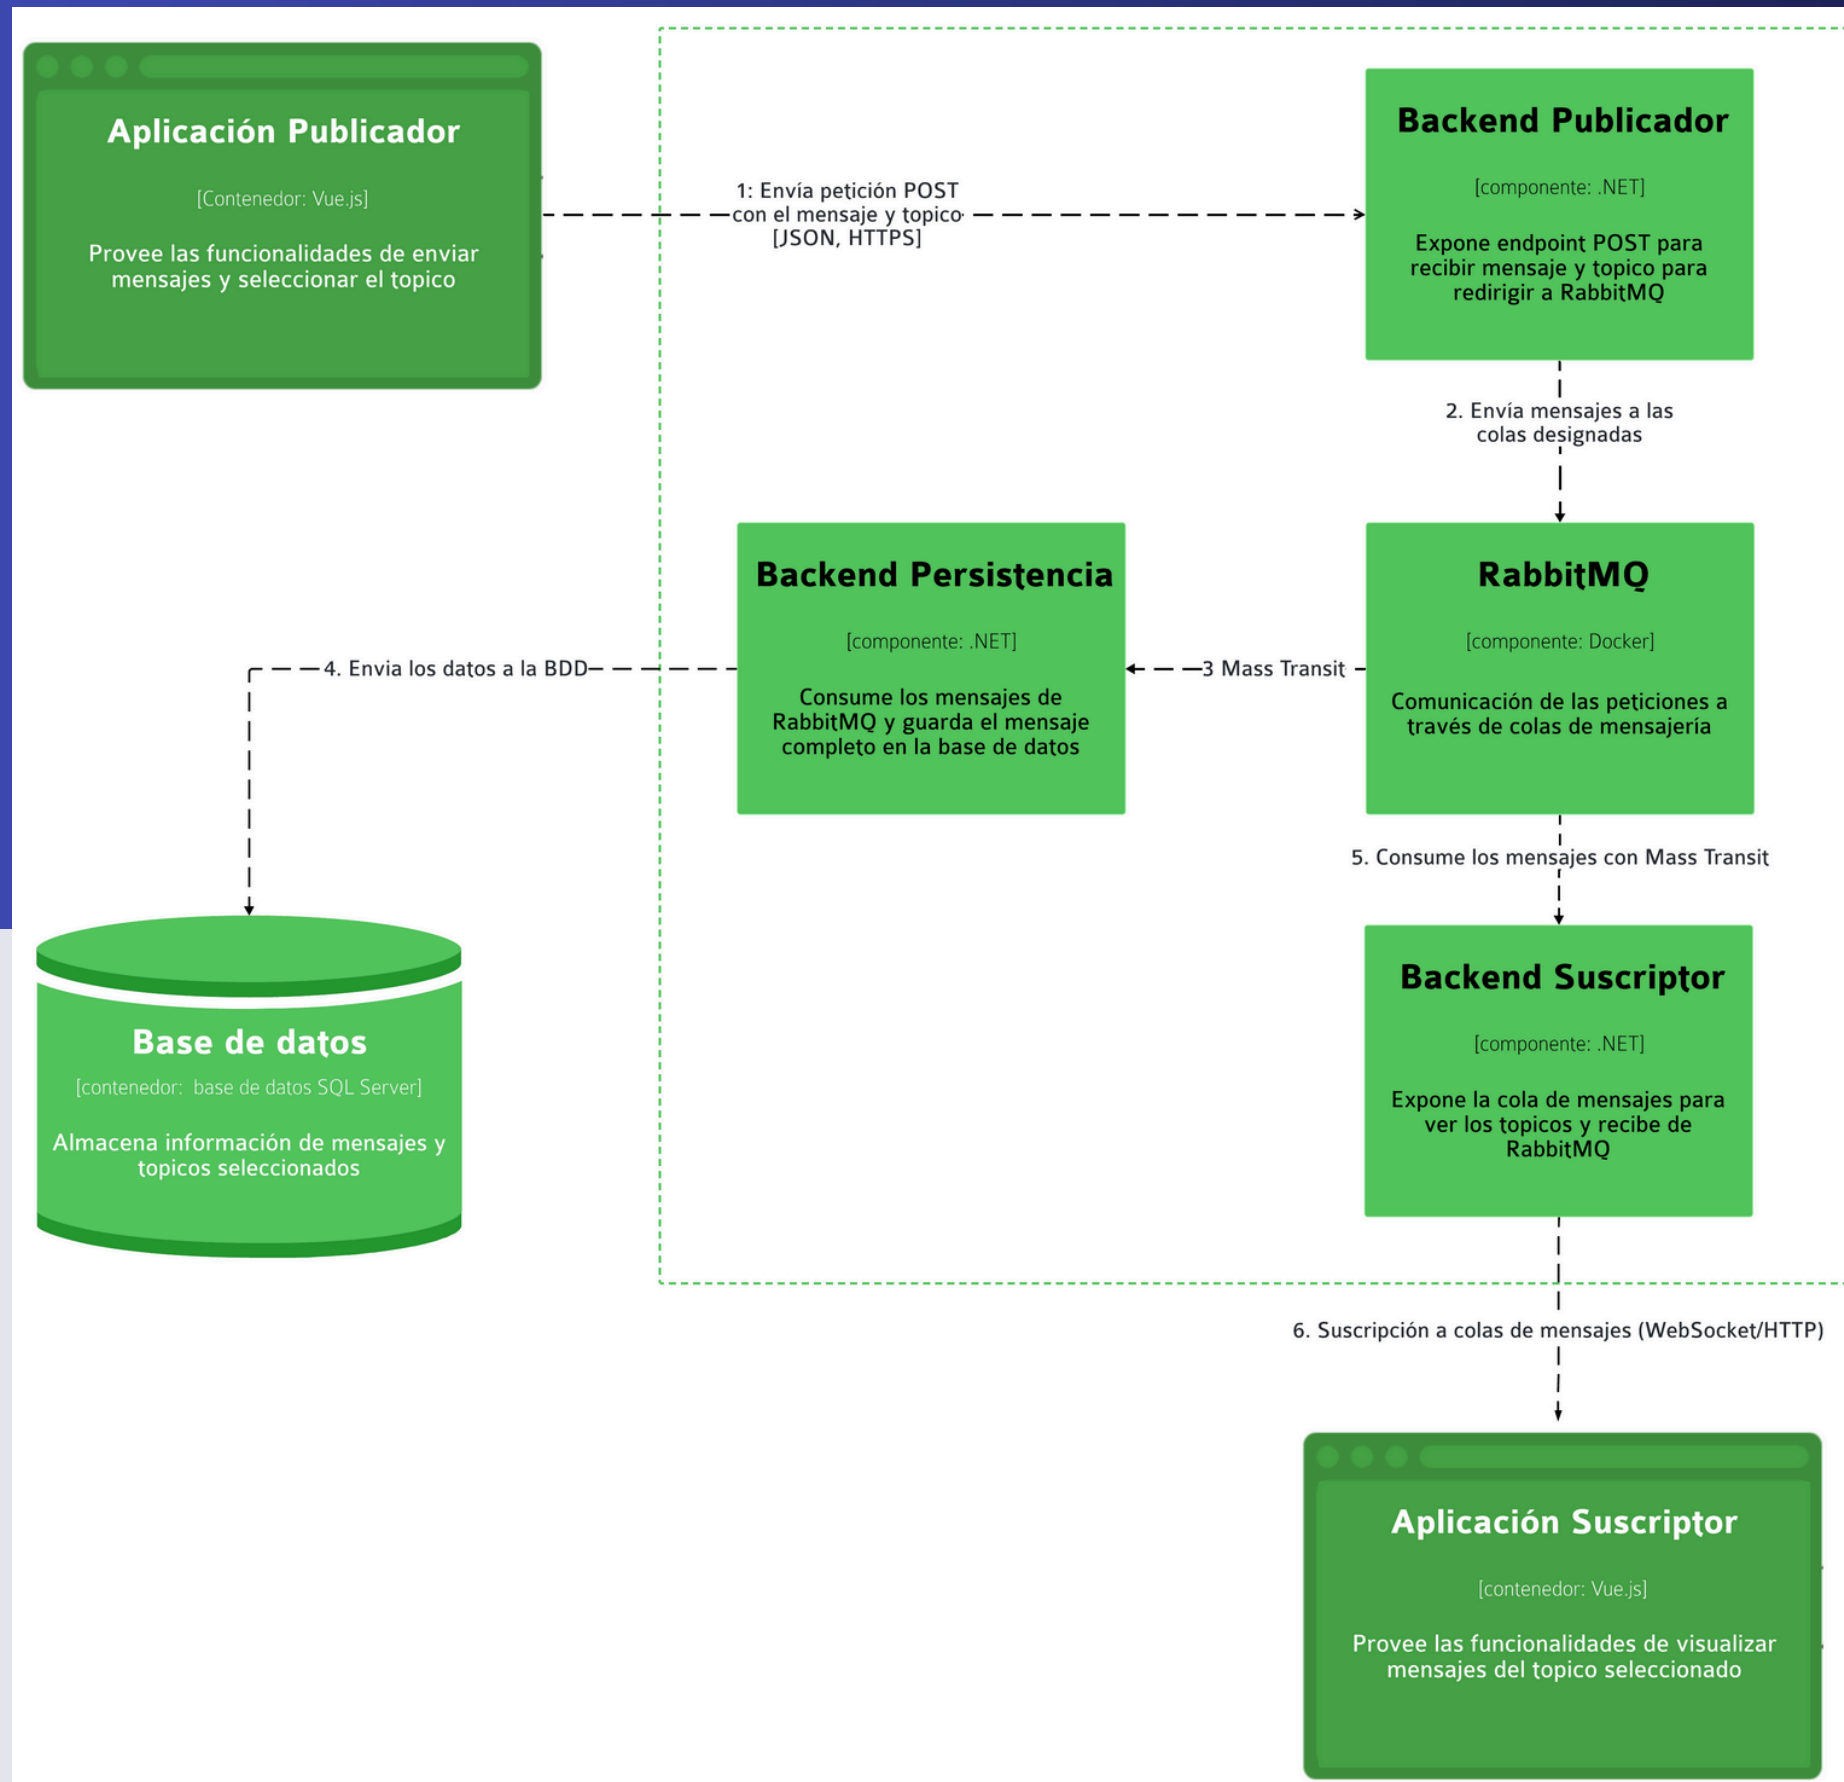 Aplicación Publicador
[Contenedor: Vue.js]
Provee las funcionalidades de enviar
mensajes y seleccionar el topico
1: Envía petición POST
con el mensaje y topico
[JSON, HTTPS]
Backend Publicador
[componente: .NET]
Expone endpoint POST para
recibir mensaje y topico para
redirigir a RabbitMQ
2. Envía mensajes a las
colas designadas
Backend Persistencia
[componente: .NET]
Consume los mensajes de
RabbitMQ y guarda el mensaje
completo en la base de datos
3 Mass Transit
RabbitMQ
[componente: Docker]
Comunicación de las peticiones a
través de colas de mensajería
4. Envia los datos a la BDD
5. Consume los mensajes con Mass Transit
Base de datos
[contenedor: base de datos SQL Server]
Almacena información de mensajes y
topicos seleccionados
Backend Suscriptor
[componente: .NET]
Expone la cola de mensajes para
ver los topicos y recibe de
RabbitMQ
6. Suscripción a colas de mensajes (WebSocket/HTTP)
Aplicación Suscriptor
[contenedor: Vue.js]
Provee las funcionalidades de visualizar
mensajes del topico seleccionado